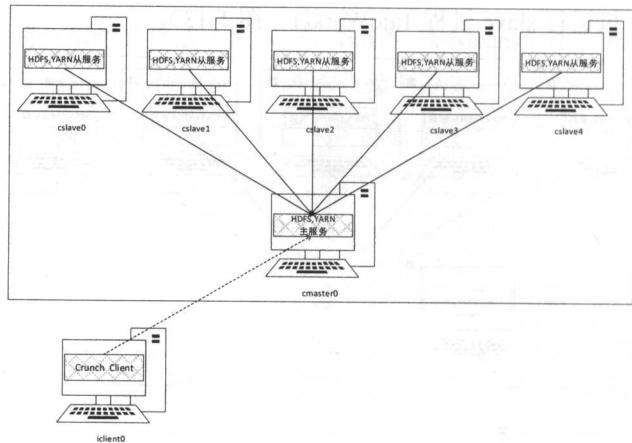 HDFS,YARN从服务
HDFS,YARN从服务
HDFS,YARN从服务
HDFS,YARN从服务
HDFS,YARN从服务
cslave0
cslave1
cslave2
cslave3
cslave4
HDFS,YARN
主服务
cmaster0
Crunch Client
iclient0